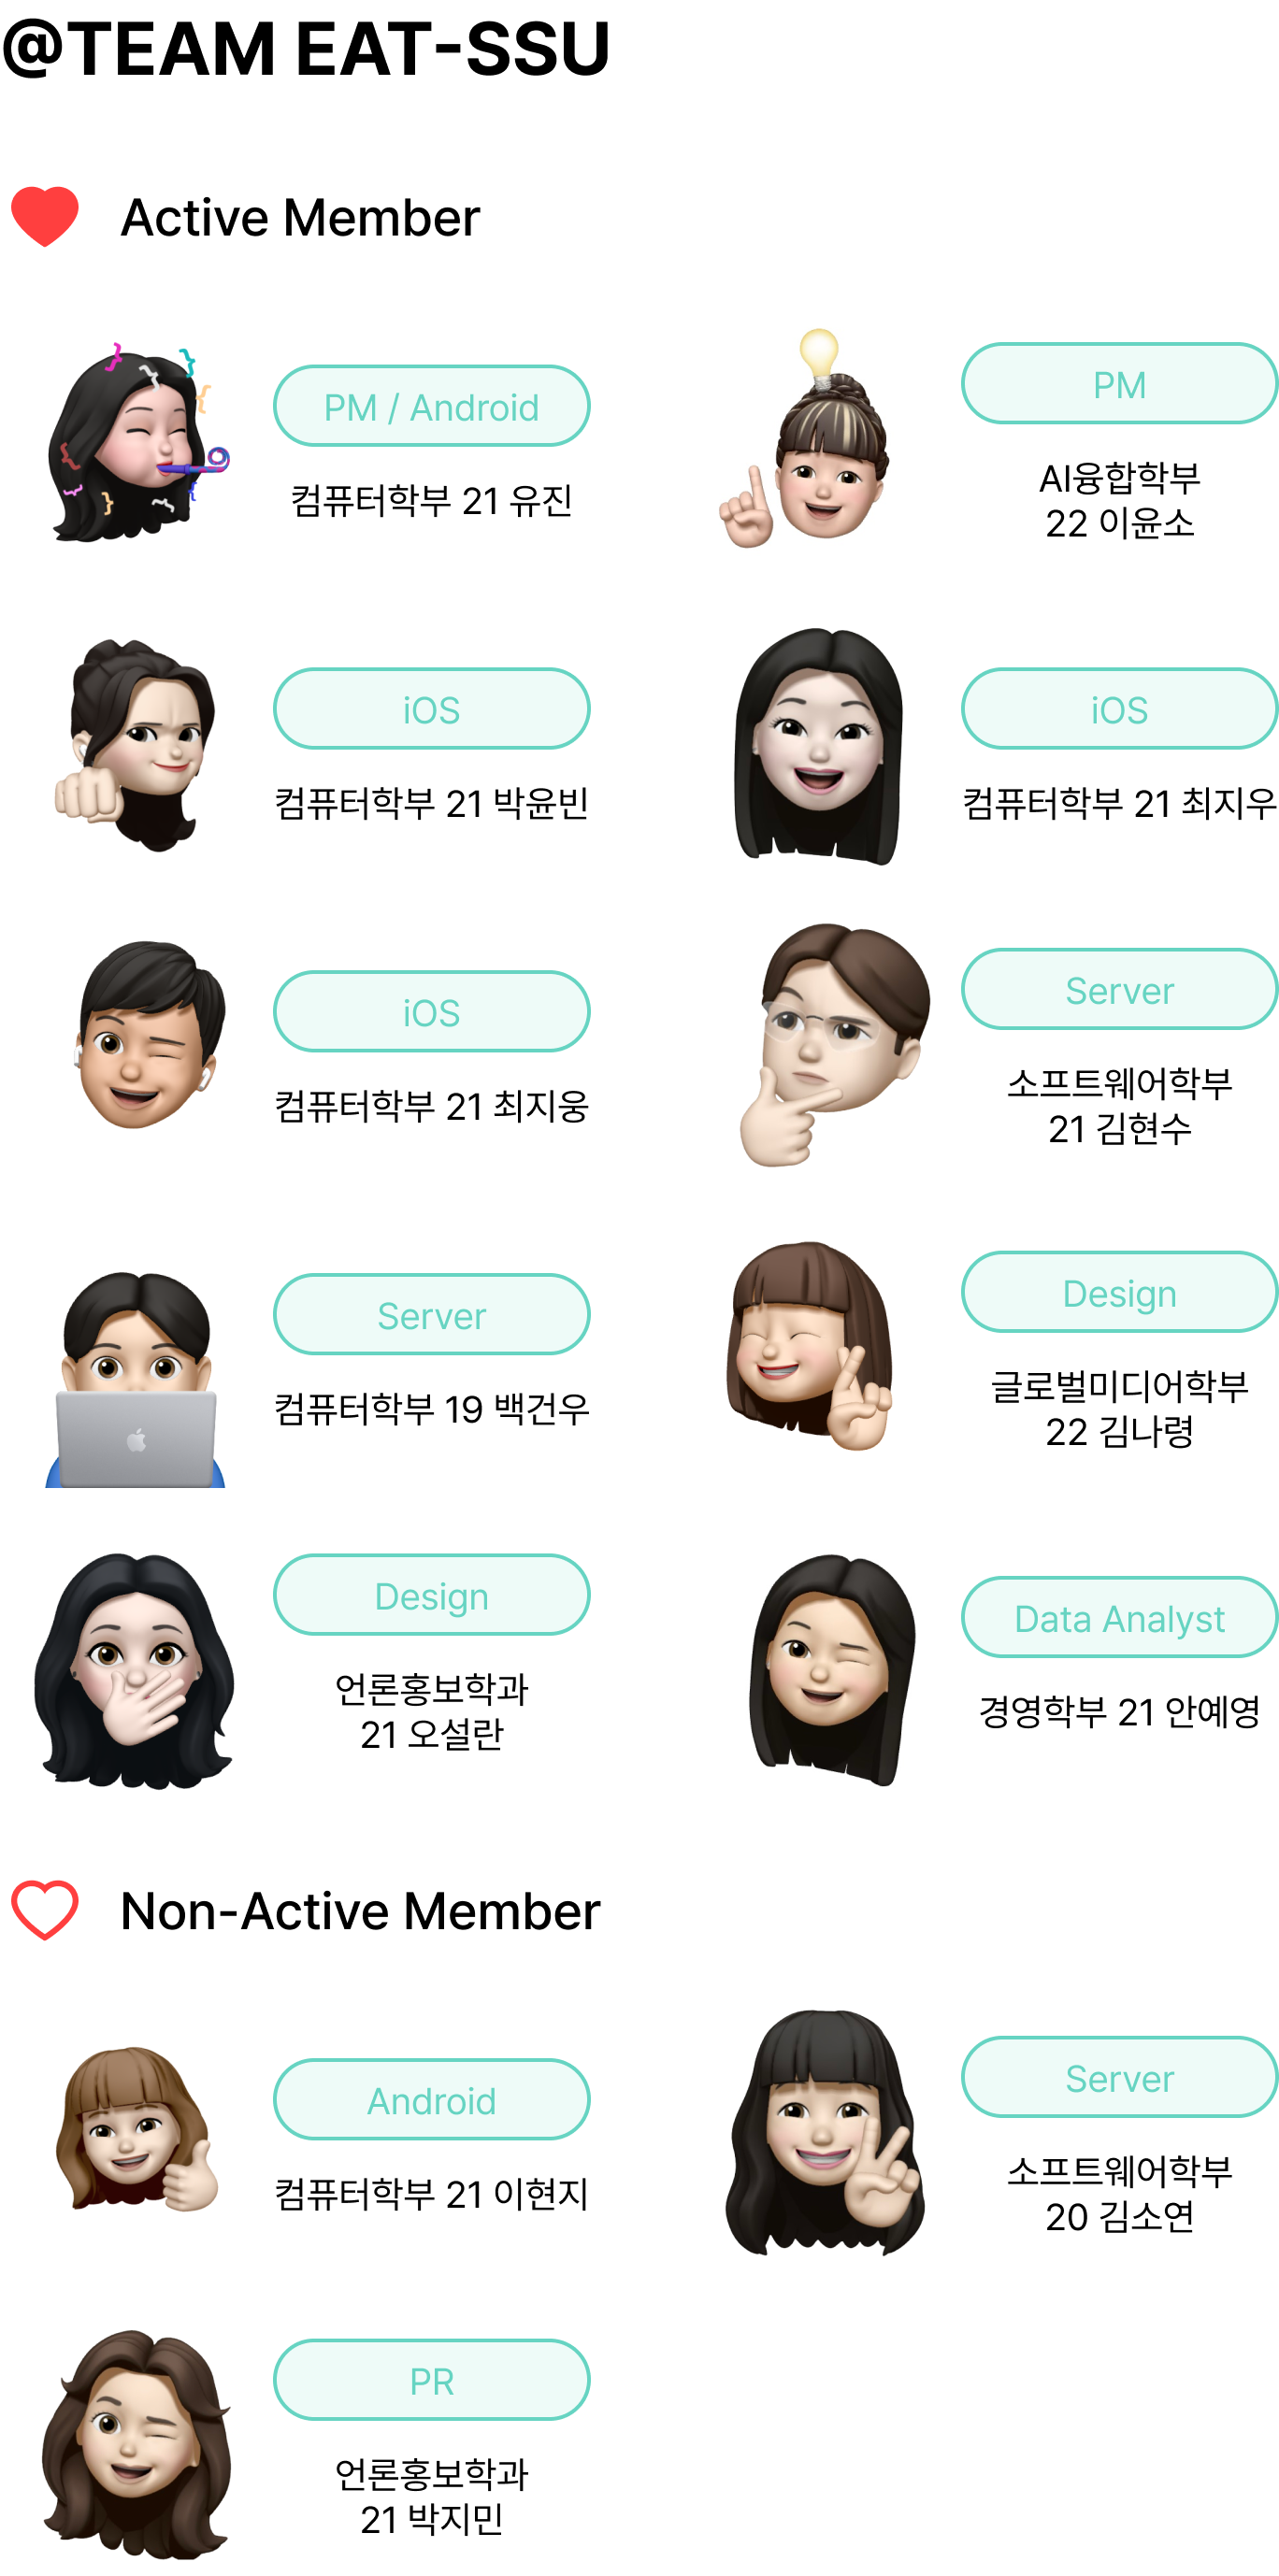 @TEAM EAT-SSU
Active Member
PM / Android
컴퓨터학부 21 유진
PM
AI융합학부
22 이윤소
iOS
컴퓨터학부 21 박윤빈
iOS
컴퓨터학부 21 최지우
iOS
컴퓨터학부 21 최지웅
Server
소프트웨어학부
21 김현수
Server
컴퓨터학부 19 백건우
Design
글로벌미디어학부
22 김나령
Design
언론홍보학과
21 오설란
Data Analyst
경영학부 21 안예영
Non-Active Member
Android
컴퓨터학부 21 이현지
Server
소프트웨어학부
20 김소연
PR
언론홍보학과
21 박지민